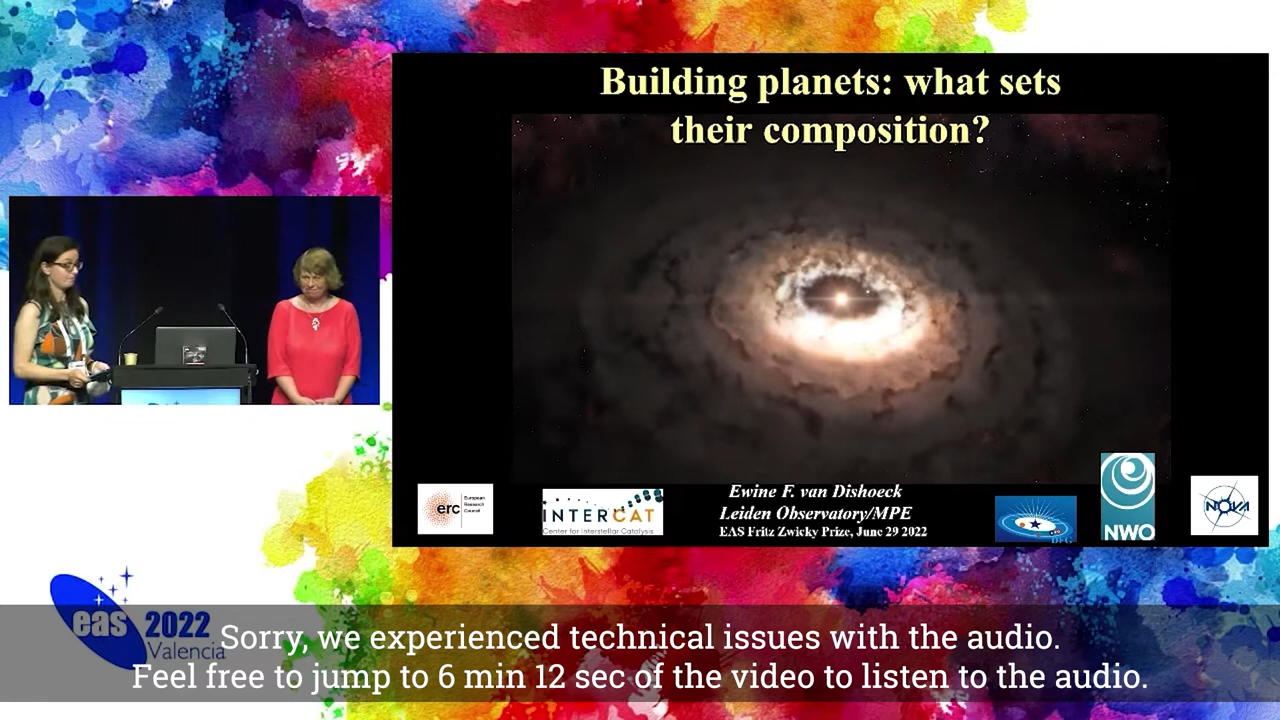 Building planets: what sets
their composition?
erc
European
Research
Council
INTERCAT
Center for Interstellar Catalysis
Ewine F. van Dishoeck
Leiden Observatory/MPE
EAS Fritz Zwicky Prize, June 29 2022
DFG
NWO
NOVA
eas 2022
Valencia
Sorry, we experienced technical issues with the audio.
Feel free to jump to 6 min 12 sec of the video to listen to the audio.